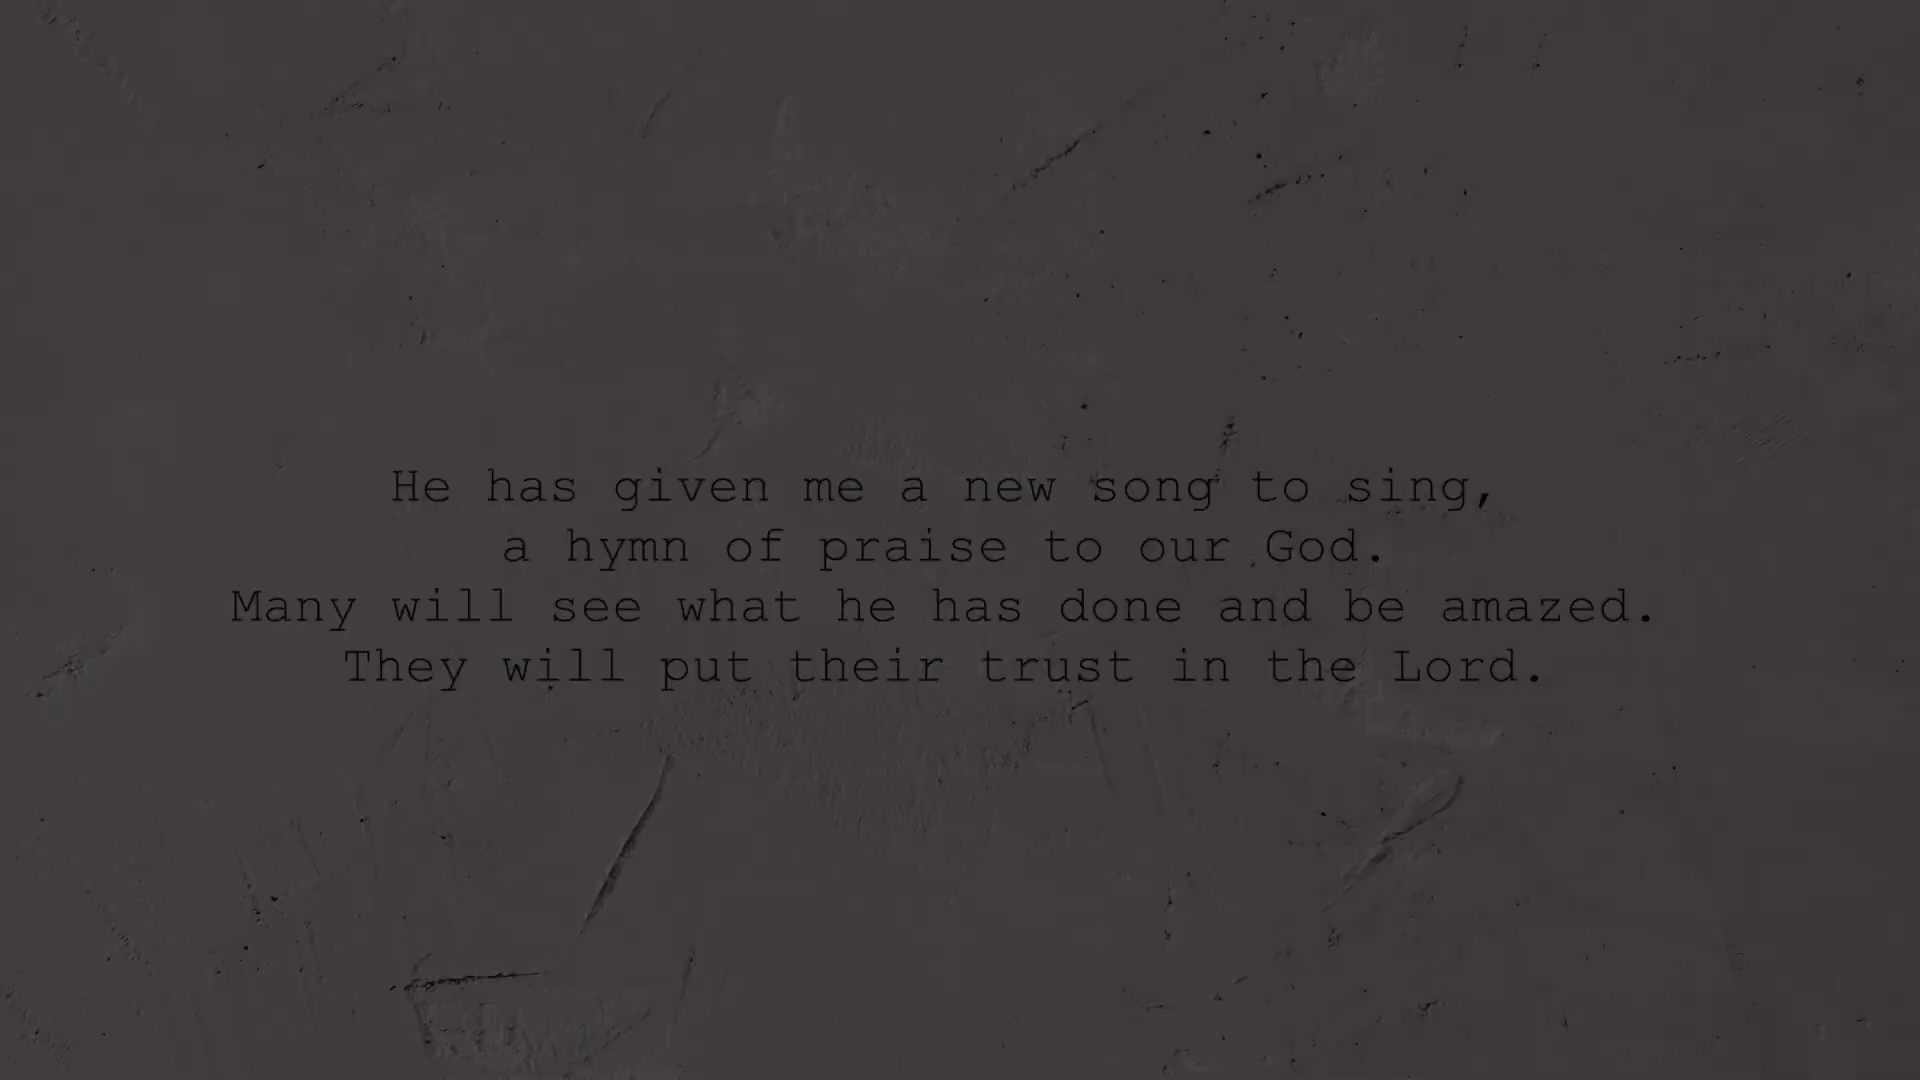 He has given me a new song to sing,
a hymn of praise to our God.
Many will see what he has done and be amazed.
They will put their trust in the Lord.